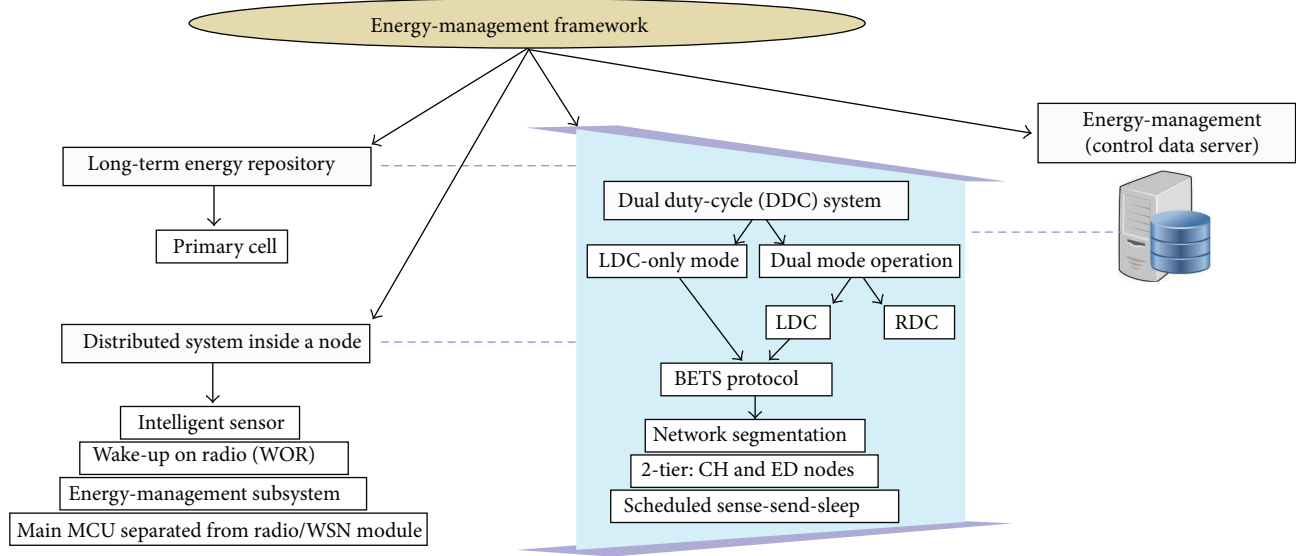 Energy-management framework
Long-term energy repository
Primary cell
Distributed system inside a node
Intelligent sensor
Wake-up on radio (WOR)
Energy-management subsystem
Main MCU separated from radio/WSN module
Dual duty-cycle (DDC) system
LDC-only mode
Dual mode operation
LDC
RDC
BETS protocol
Network segmentation
2-tier: CH and ED nodes
Scheduled sense-send-sleep
Energy-management
(control data server)